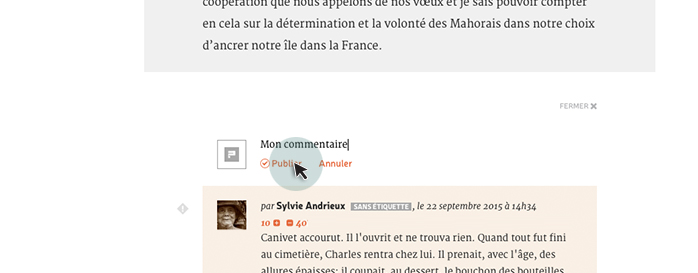 coopération que nous appelons de nos vœux et je sais pouvoir compter
en cela sur la détermination et la volonté des Mahorais dans notre choix
d’ancrer notre île dans la France.
FERMER
Mon commentaire
Publier Annuler
par Sylvie Andrieux SANS ÉTIQUETTE, le 22 septembre 2015 à 14h34
10 40
Canivet accourut. Il l'ouvrit et ne trouva rien. Quand tout fut fini
au cimetière, Charles rentra chez lui. Il prenait, avec l'âge, des
allures épaisses; il coupait, au dessert, le bouchon des bouteilles